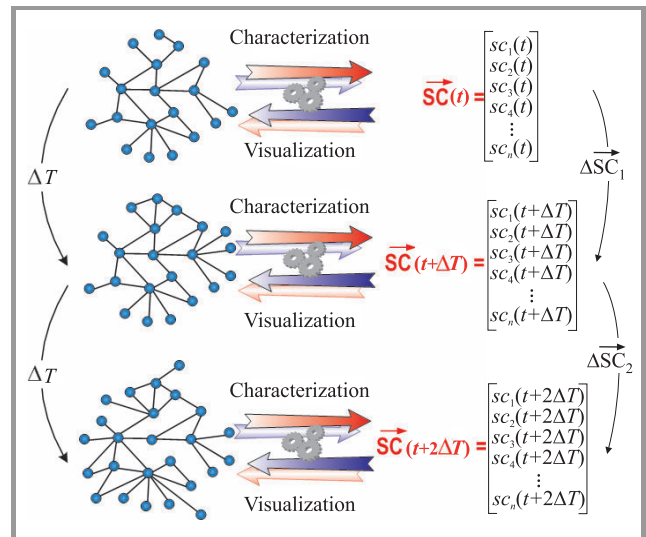 Characterization
Visualization
SC(t) =
sc₁(t)
sc₂(t)
sc₃(t)
sc₄(t)
⋮
scₙ(t)
ΔT
ΔSC₁
Characterization
Visualization
SC(t+ΔT) =
sc₁(t+ΔT)
sc₂(t+ΔT)
sc₃(t+ΔT)
sc₄(t+ΔT)
⋮
scₙ(t+ΔT)
ΔT
ΔSC₂
Characterization
Visualization
SC(t+2ΔT) =
sc₁(t+2ΔT)
sc₂(t+2ΔT)
sc₃(t+2ΔT)
sc₄(t+2ΔT)
⋮
scₙ(t+2ΔT)